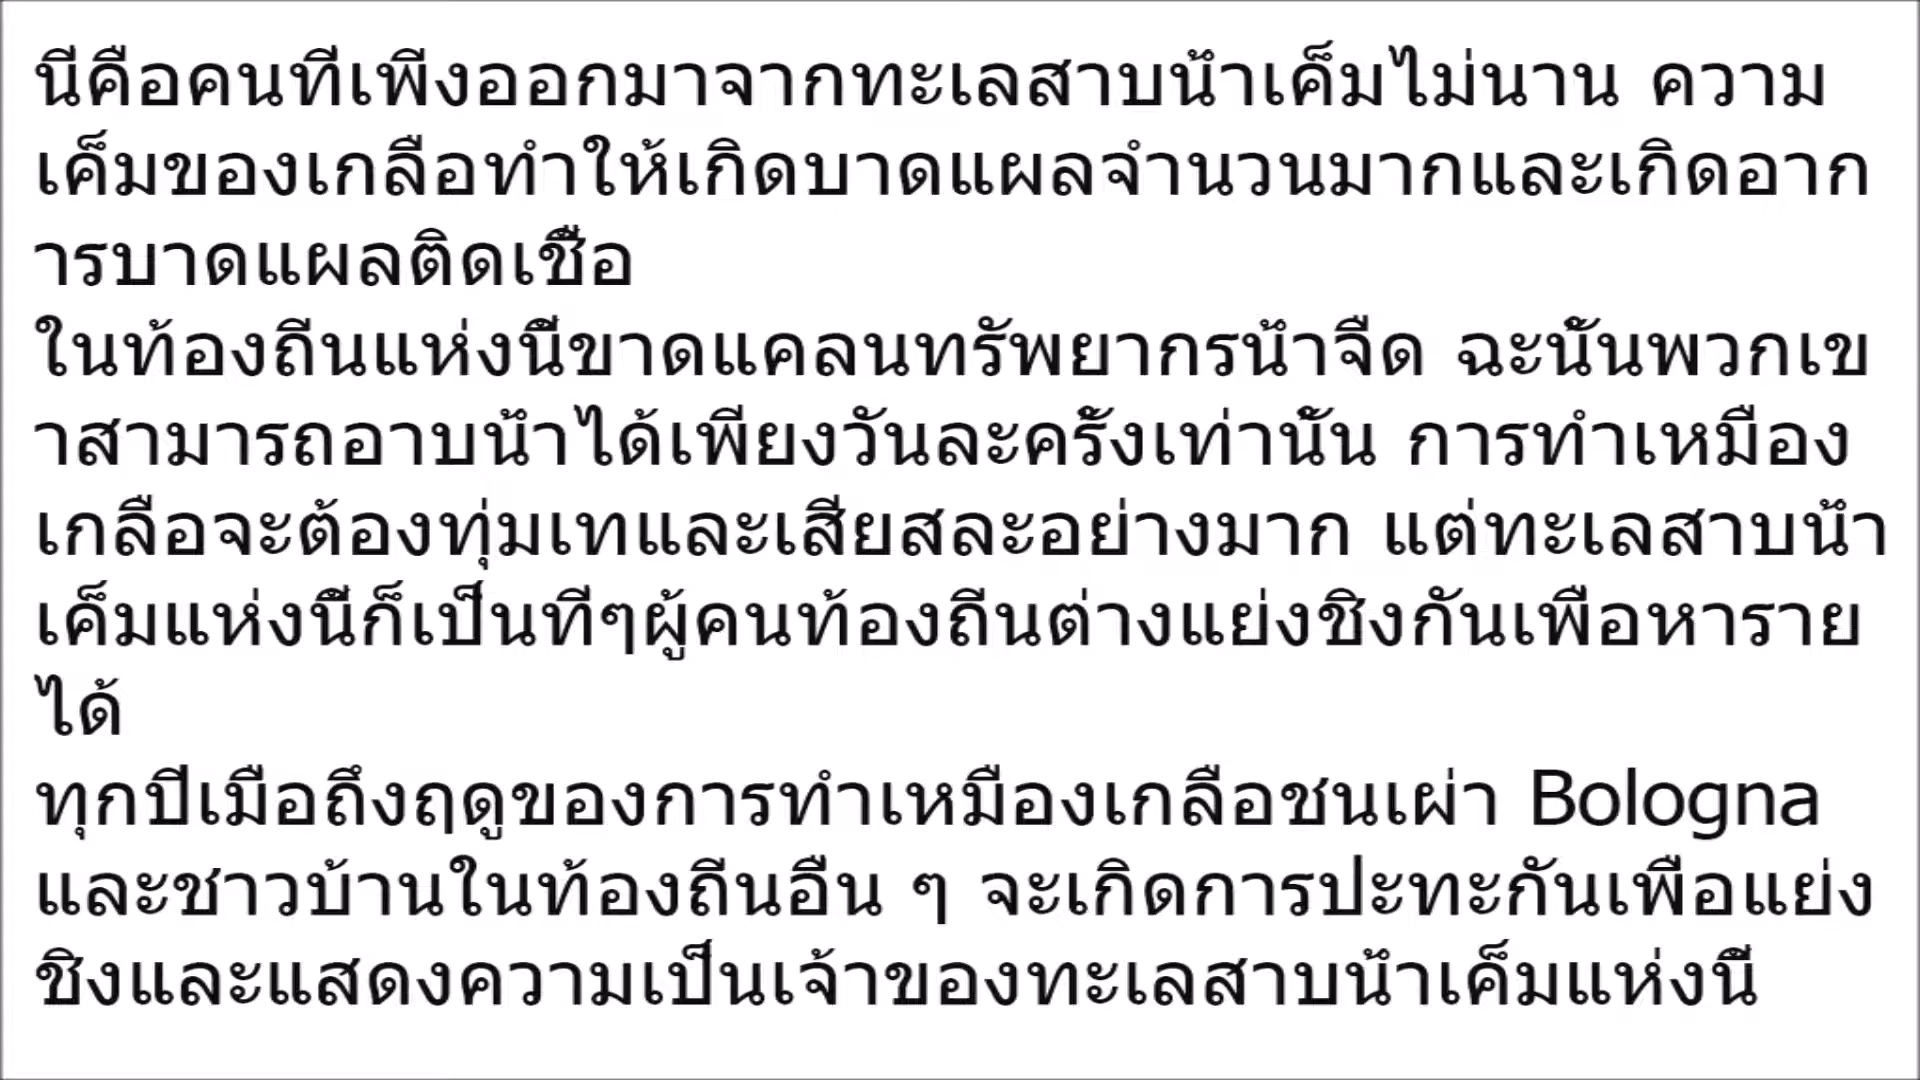 นี่คือคนที่เพิ่งออกมาจากทะเลสาบน้ำเค็มไม่นาน ความ
เค็มของเกลือทำให้เกิดบาดแผลจำนวนมากและเกิดอาก
ารบาดแผลติดเชื้อ
ในท้องถิ่นแห่งนี้ขาดแคลนทรัพยากรน้ำจืด ฉะนั้นพวกเข
าสามารถอาบน้ำได้เพียงวันละครั้งเท่านั้น การทำเหมือง
เกลือจะต้องทุ่มเทและเสียสละอย่างมาก แต่ทะเลสาบน้ำ
เค็มแห่งนี้ก็เป็นที่ๆผู้คนท้องถิ่นต่างแย่งชิงกันเพื่อหาราย
ได้
ทุกปีเมื่อถึงฤดูของการทำเหมืองเกลือชนเผ่า Bologna
และชาวบ้านในท้องถิ่นอื่น ๆ จะเกิดการปะทะกันเพื่อแย่ง
ชิงและแสดงความเป็นเจ้าของทะเลสาบน้ำเค็มแห่งนี้